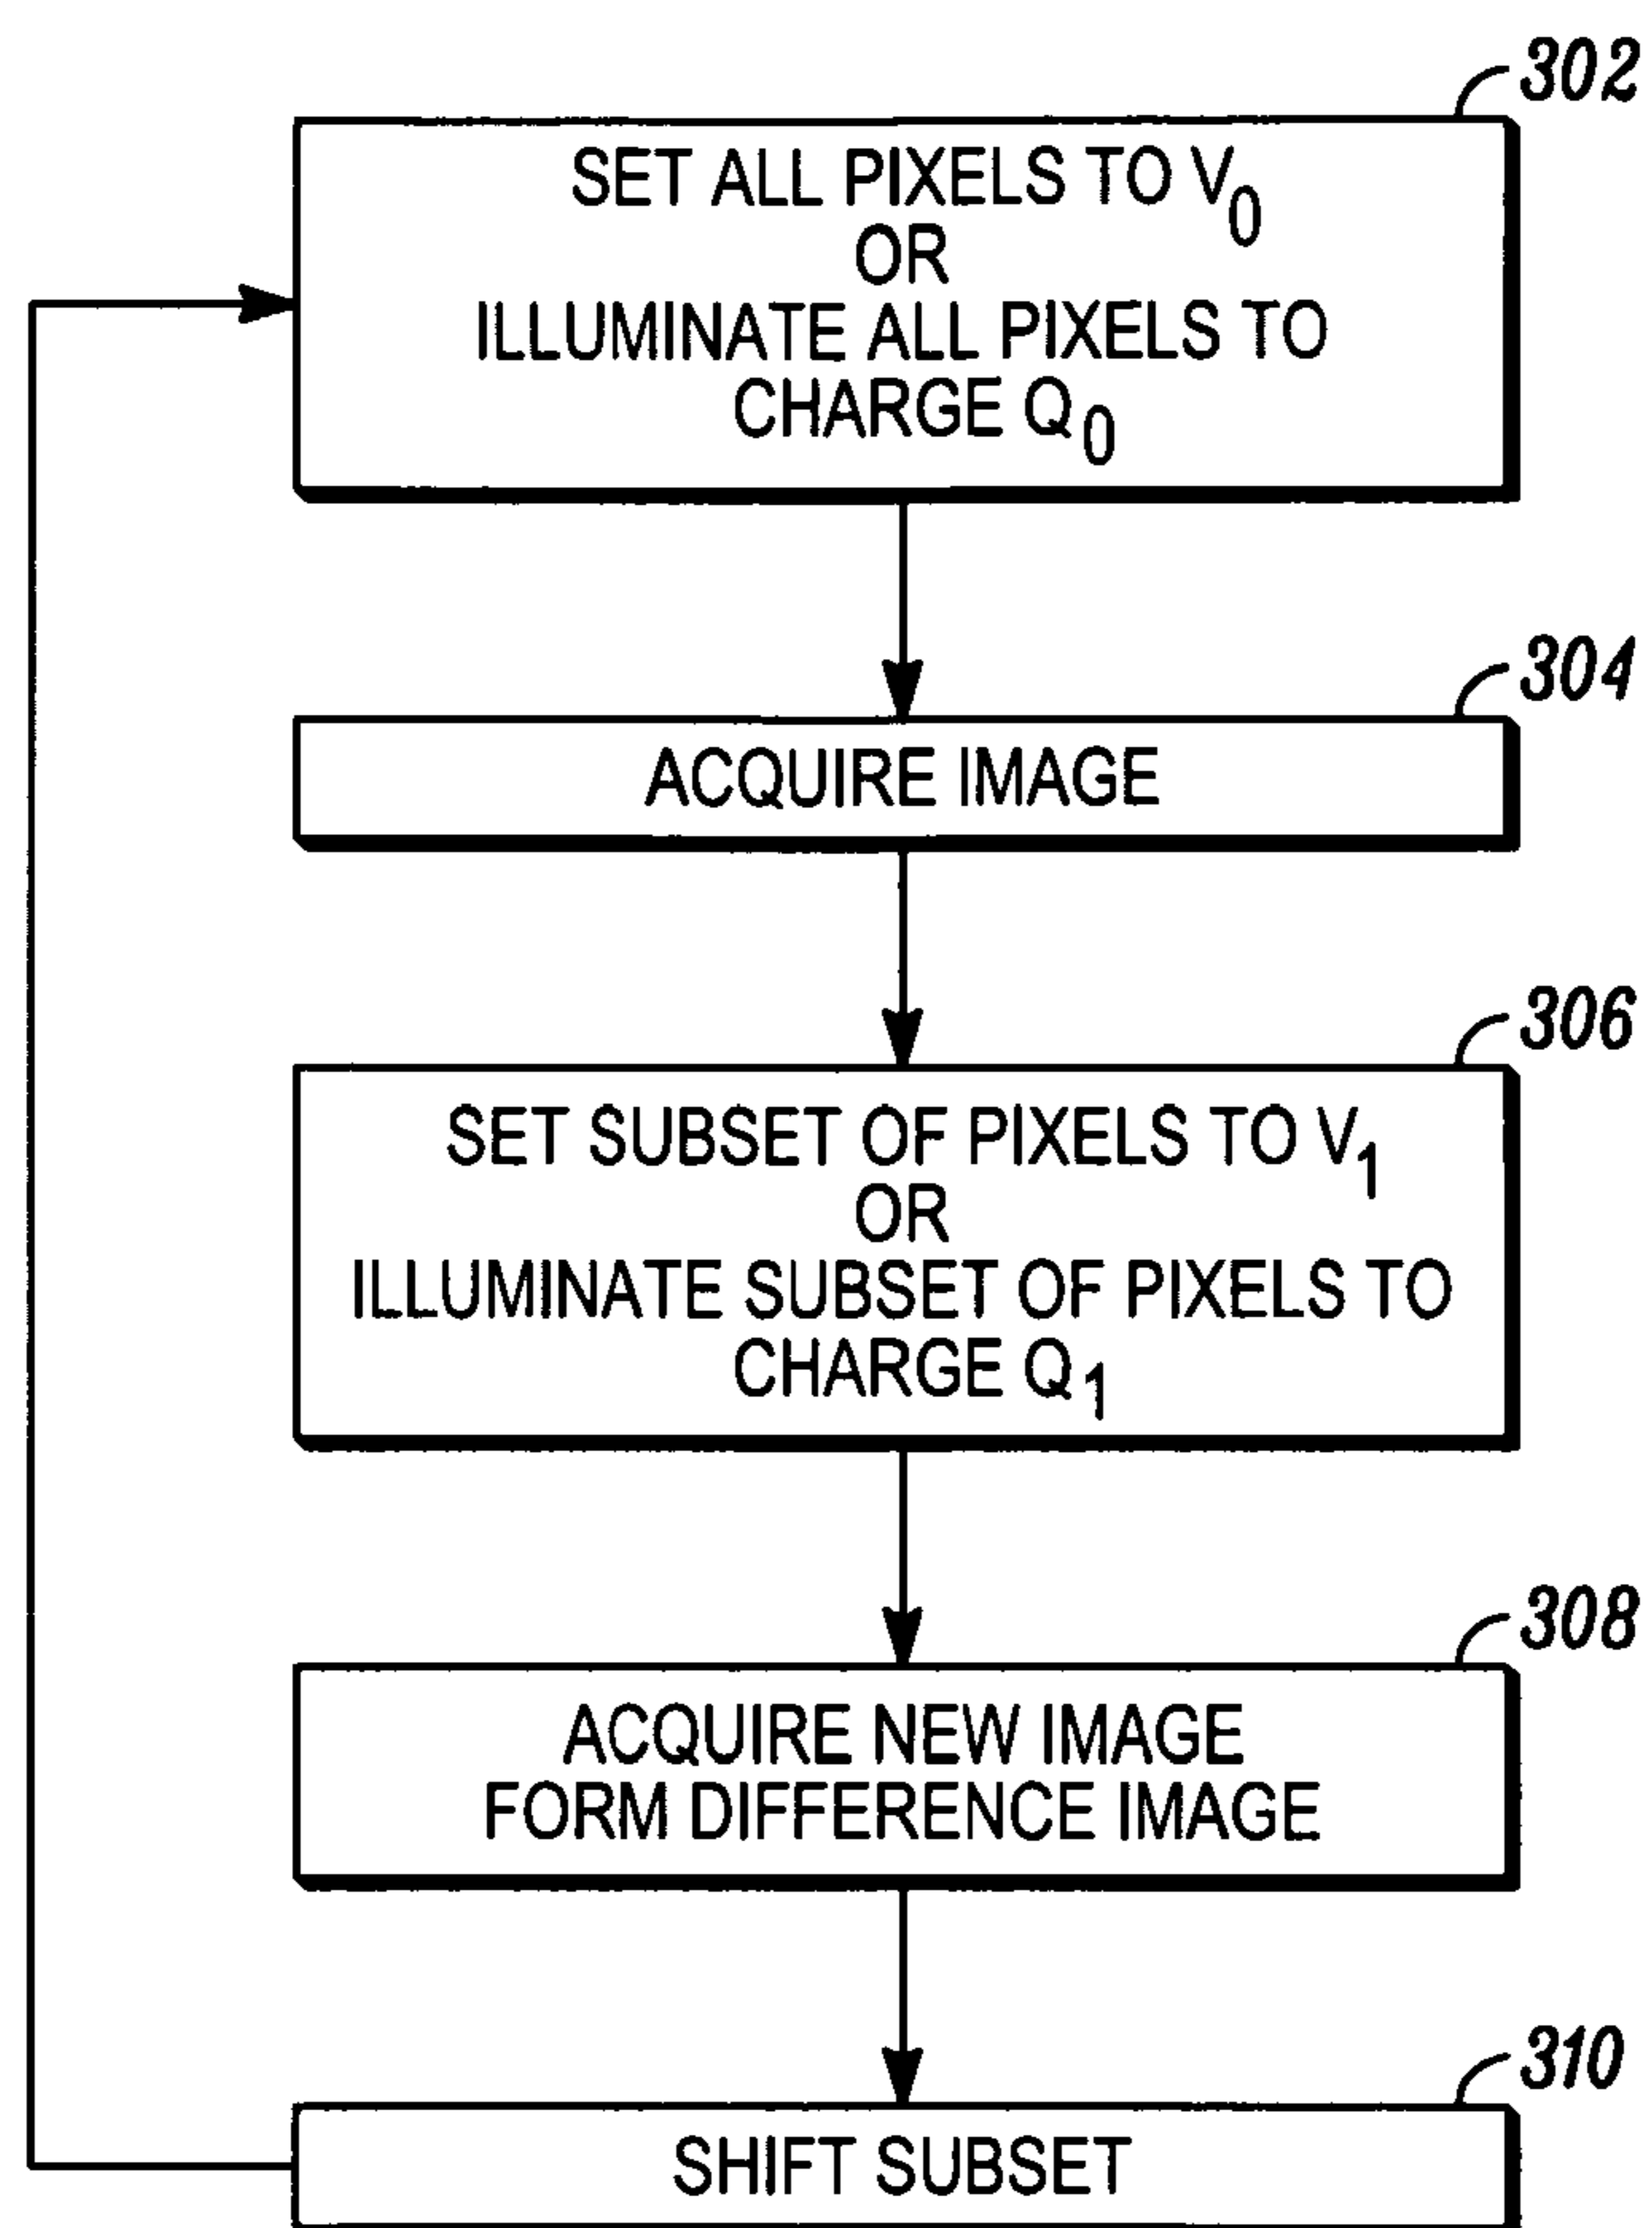 302
SET ALL PIXELS TO V0
OR
ILLUMINATE ALL PIXELS TO
CHARGE Q0
304
ACQUIRE IMAGE
306
SET SUBSET OF PIXELS TO V1
OR
ILLUMINATE SUBSET OF PIXELS TO
CHARGE Q1
308
ACQUIRE NEW IMAGE
FORM DIFFERENCE IMAGE
310
SHIFT SUBSET